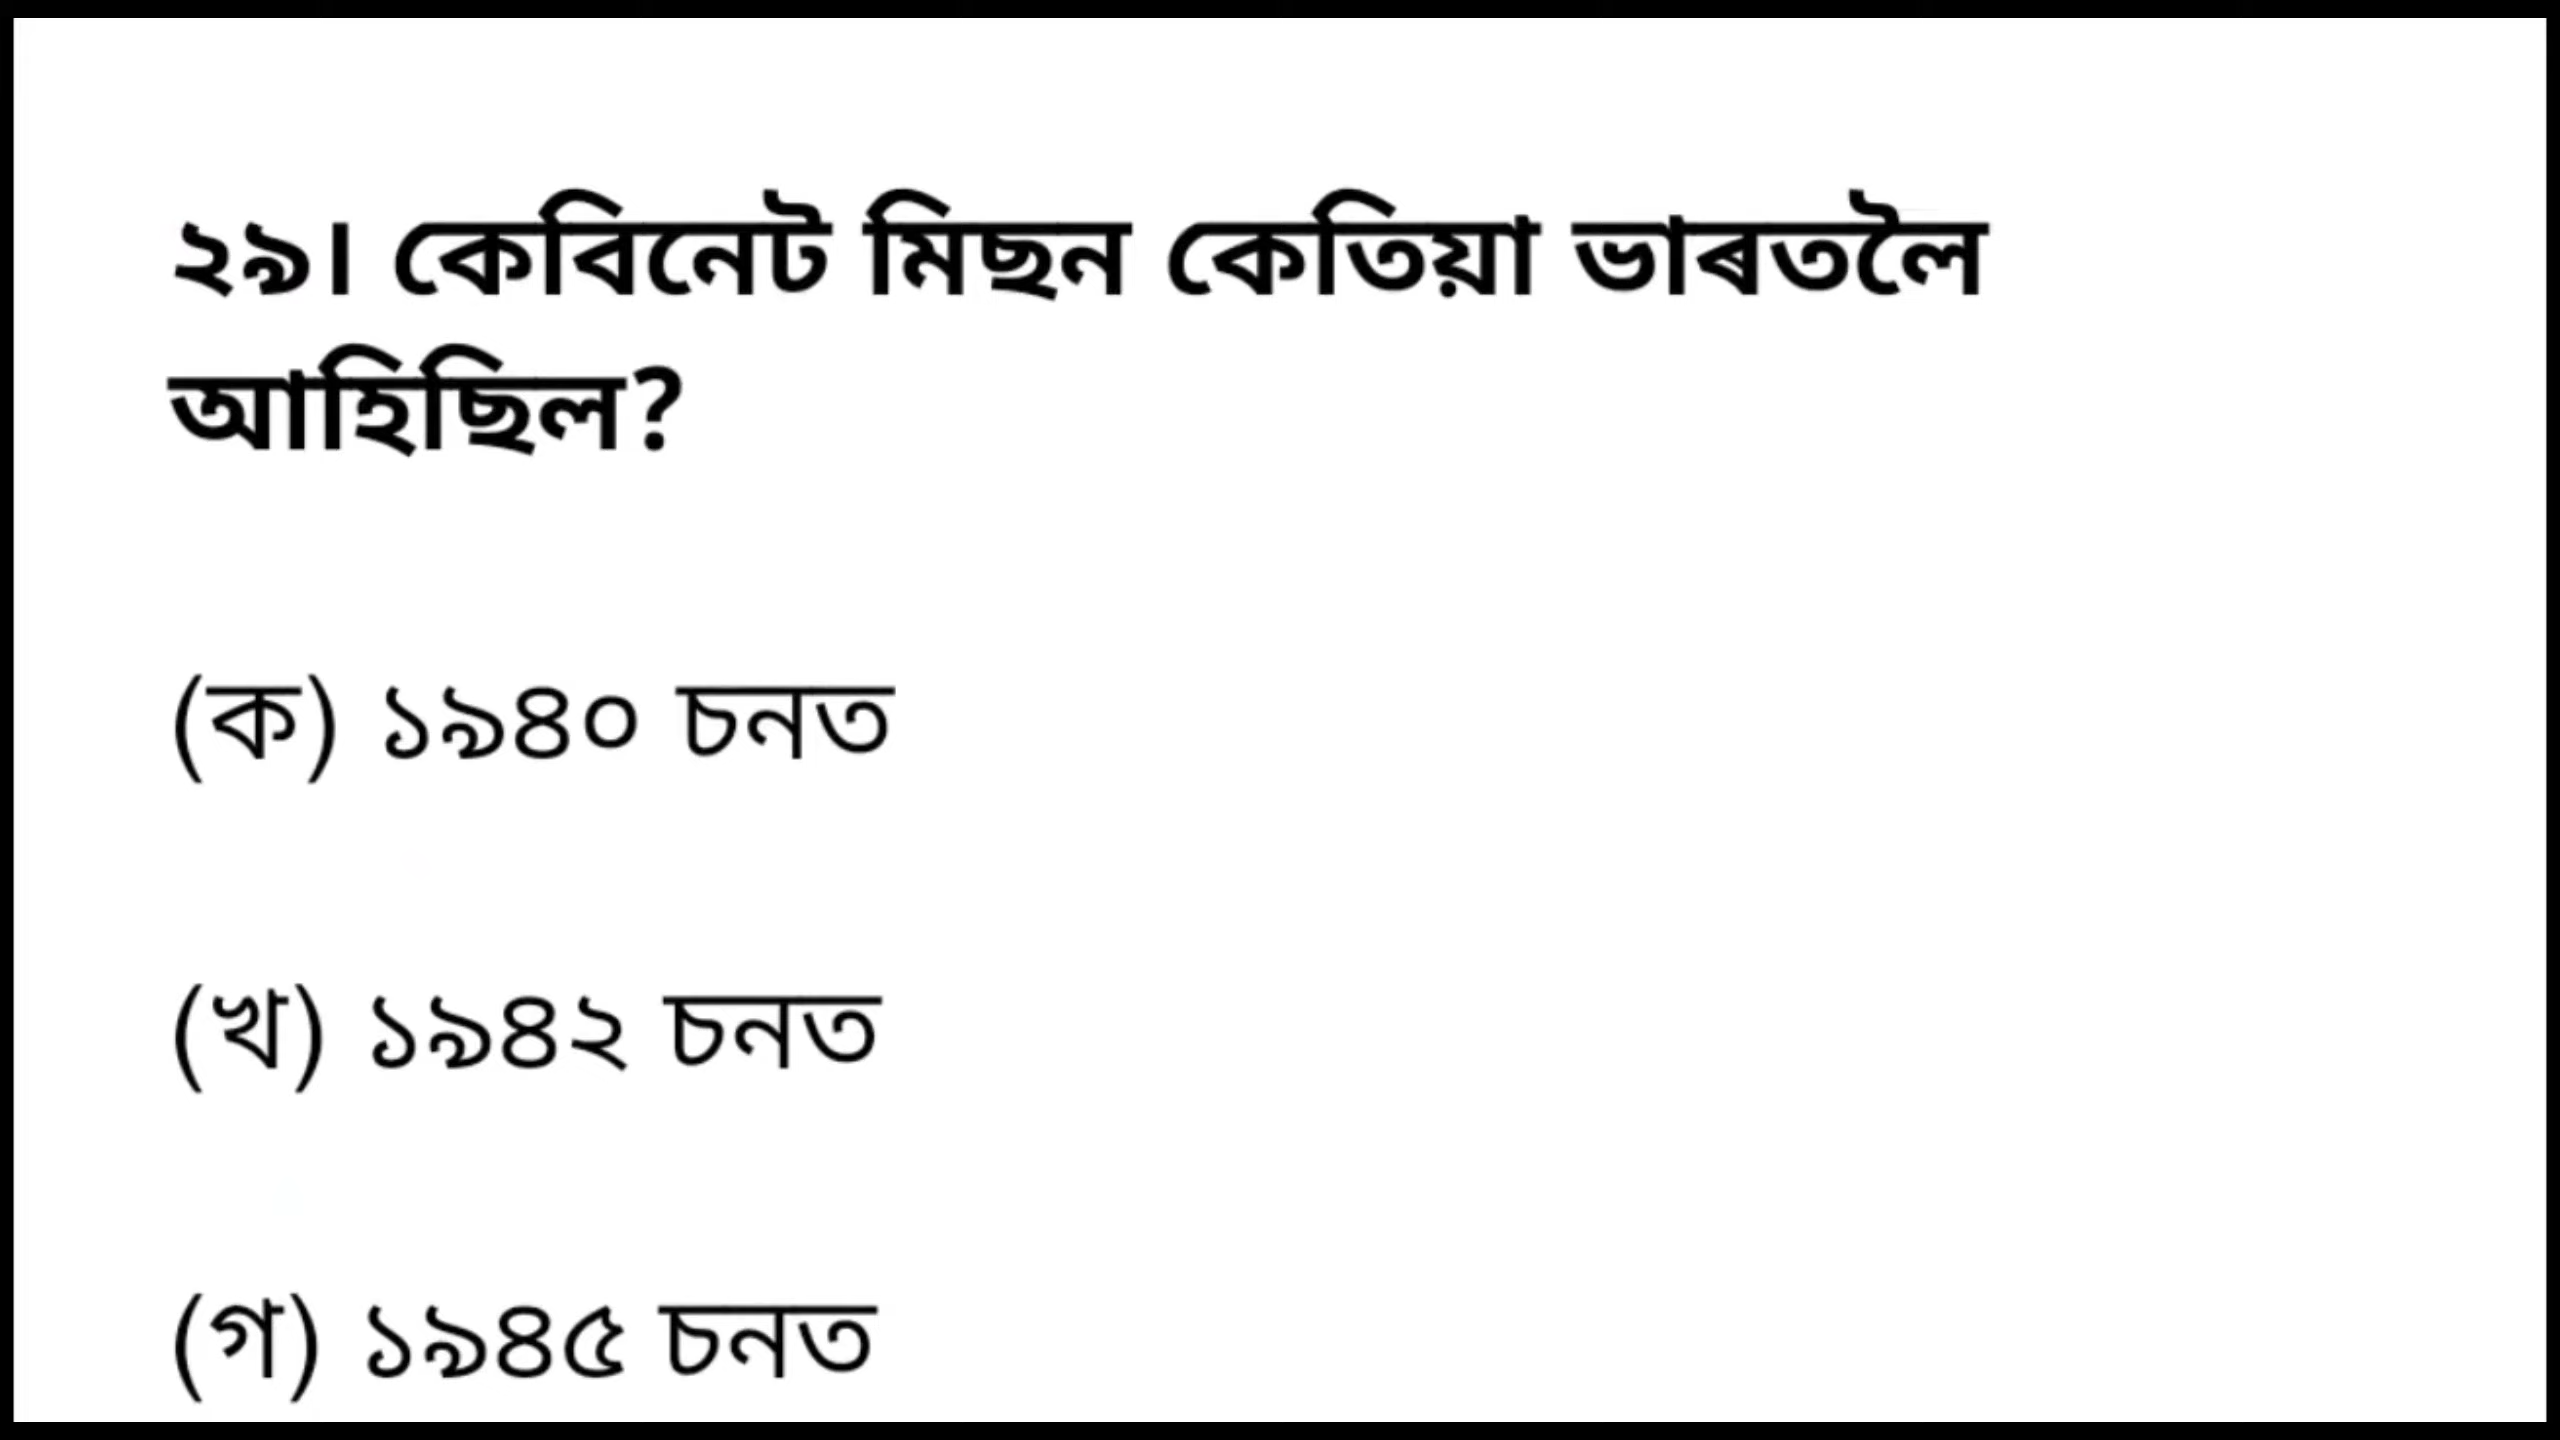 ২৯। কেবিনেট মিছন কেতিয়া ভাৰতলৈ
আহিছিল?
(ক) ১৯৪০ চনত
(খ) ১৯৪২ চনত
(গ) ১৯৪৫ চনত